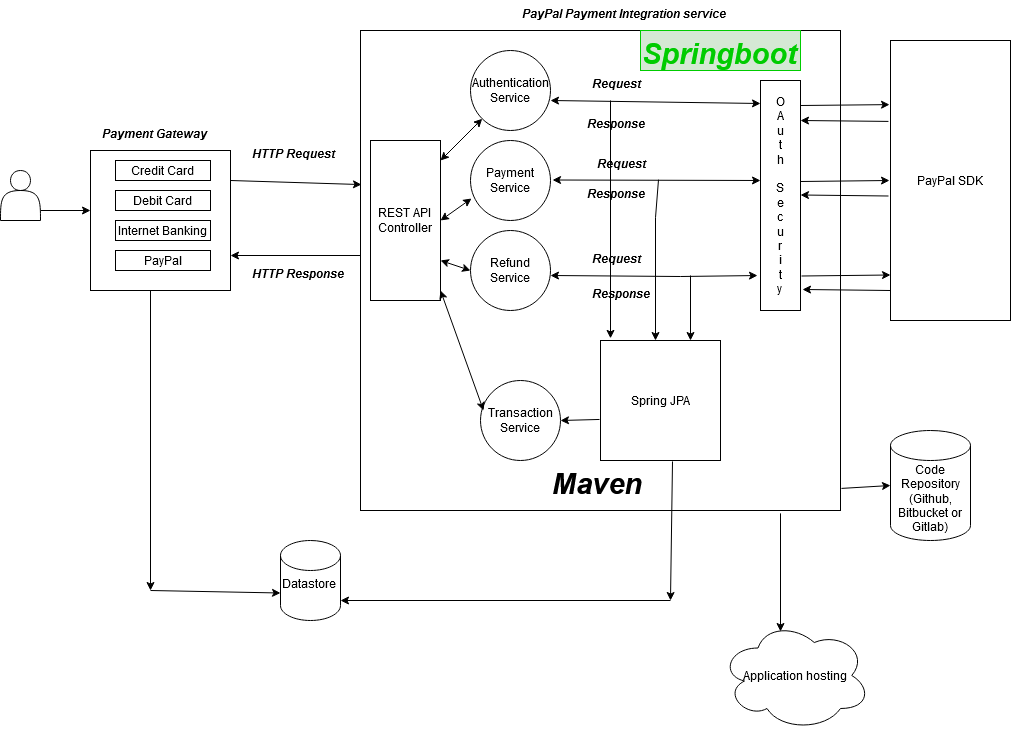 PayPal Payment Integration service
Springboot
Payment Gateway
Credit Card
Debit Card
Internet Banking
PayPal
HTTP Request
HTTP Response
REST API
Controller
Authentication
Service
Payment
Service
Refund
Service
Transaction
Service
Request
Response
Request
Response
Request
Response
OAuth Security
PayPal SDK
Spring JPA
Maven
Code
Repository
(Github,
Bitbucket or
Gitlab)
Datastore
Application hosting